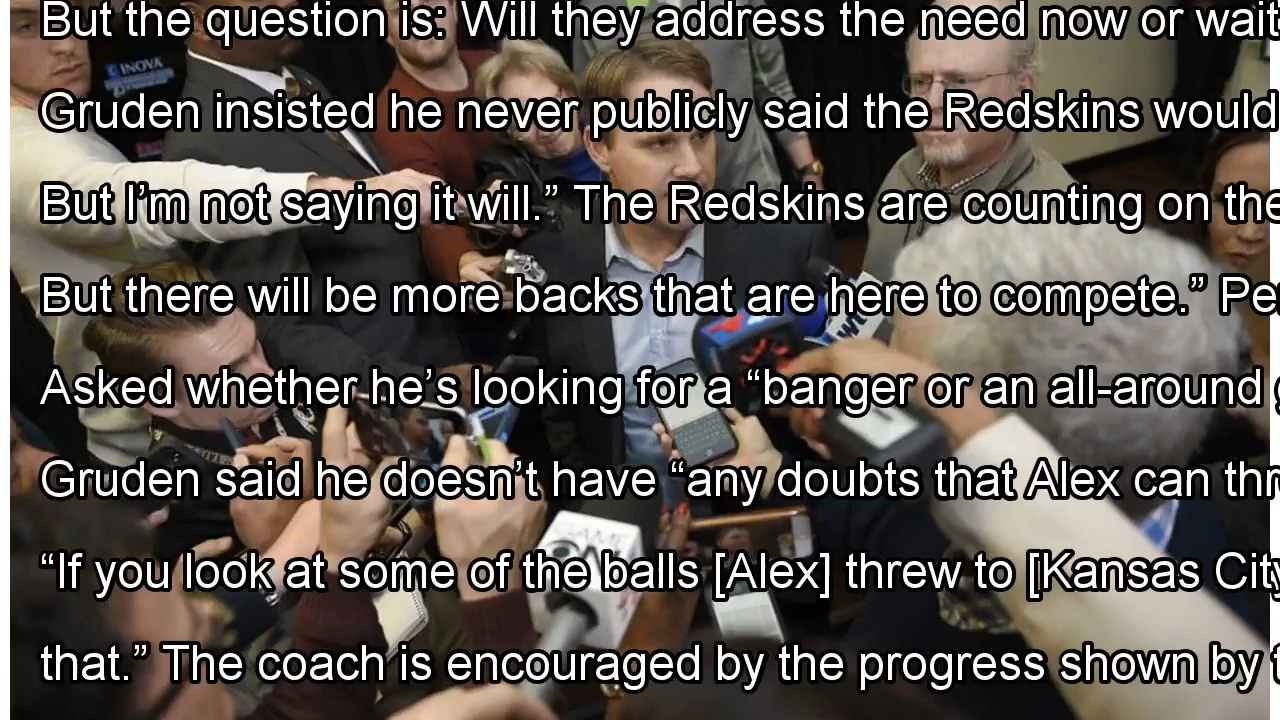 But the question is: Will they address the need now or wait
Gruden insisted he never publicly said the Redskins would
But I’m not saying it will.” The Redskins are counting on the
But there will be more backs that are here to compete.”
Asked whether he’s looking for a “banger or an all-around
Gruden said he doesn’t have “any doubts that Alex can
“If you look at some of the balls [Alex] threw to [Kansas City
that.” The coach is encouraged by the progress shown by
INOVA